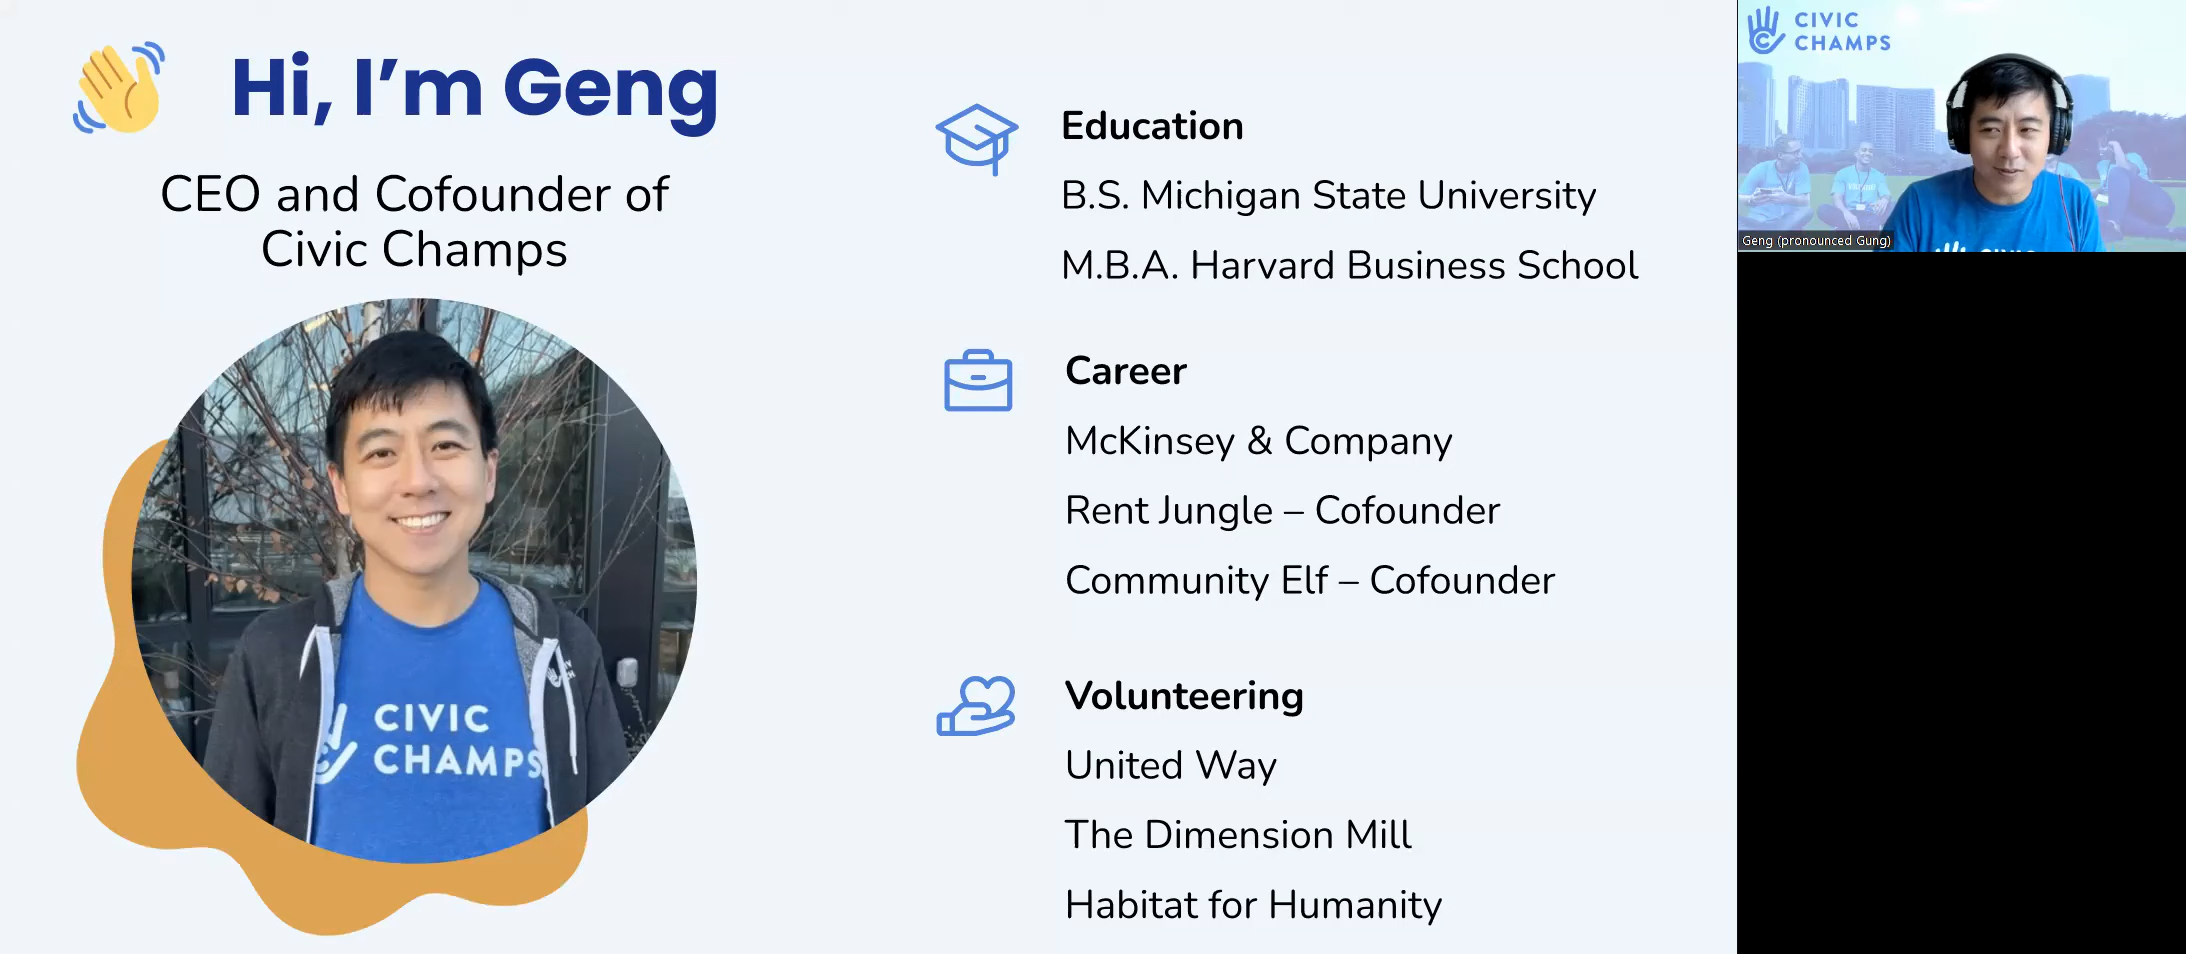 Hi, I’m Geng
CEO and Cofounder of
Civic Champs
CIVIC
CHAMPS
Education
B.S. Michigan State University
M.B.A. Harvard Business School
Career
McKinsey & Company
Rent Jungle – Cofounder
Community Elf – Cofounder
Volunteering
United Way
The Dimension Mill
Habitat for Humanity
CIVIC
CHAMPS
Geng (pronounced Gung)